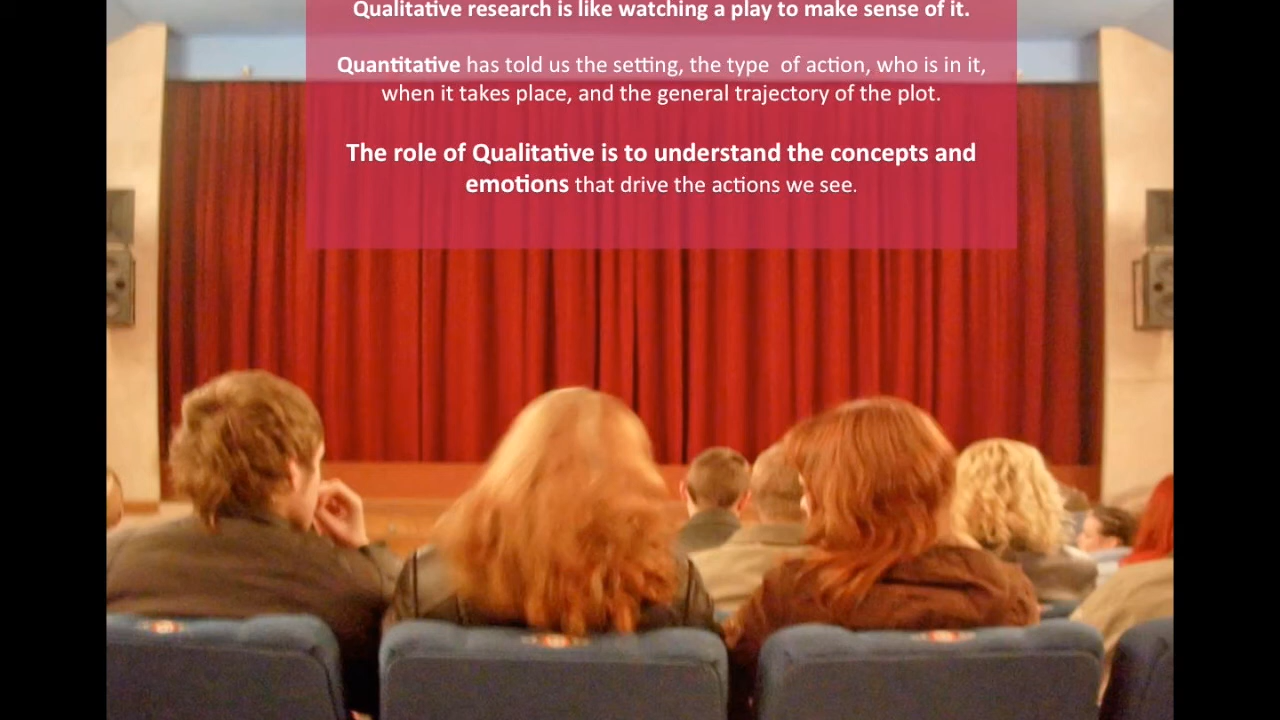 Qualitative research is like watching a play to make sense of it.
Quantitative has told us the setting, the type  of action, who is in it,
when it takes place, and the general trajectory of the plot.
The role of Qualitative is to understand the concepts and
emotions that drive the actions we see.